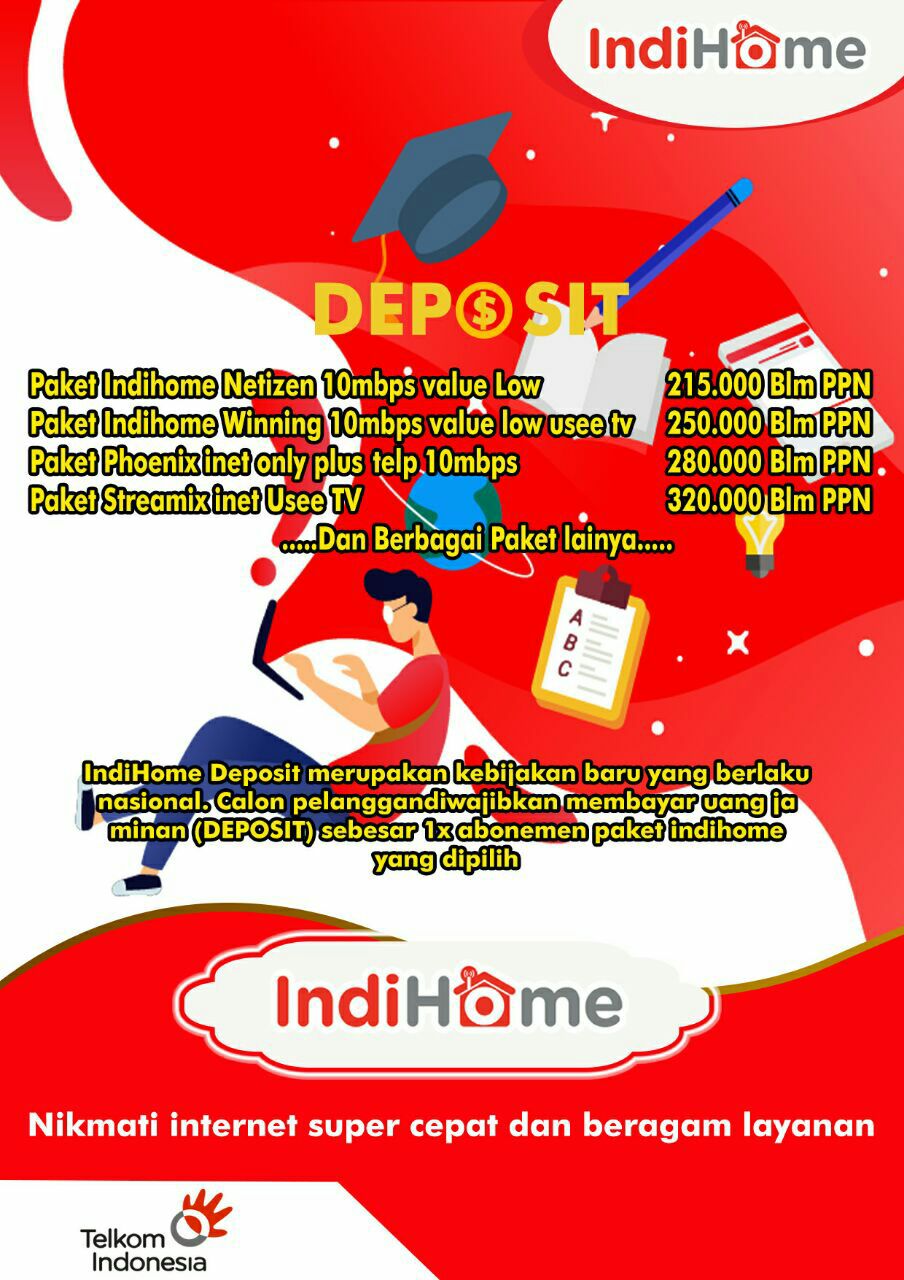 IndiHome
DEPOSIT
Paket Indihome Netizen 10mbps value Low 215.000 Blm PPN
Paket Indihome Winning 10mbps value low usee tv 250.000 Blm PPN
Paket Phoenix inet only plus telp 10mbps 280.000 Blm PPN
Paket Streamix inet Usee TV 320.000 Blm PPN
.....Dan Berbagai Paket lainya.....
A
B
C
IndiHome Deposit merupakan kebijakan baru yang berlaku
nasional. Calon pelanggandiwajibkan membayar uang ja
minan (DEPOSIT) sebesar 1x abonemen paket indihome
yang dipilih
IndiHome
Nikmati internet super cepat dan beragam layanan
Telkom
Indonesia